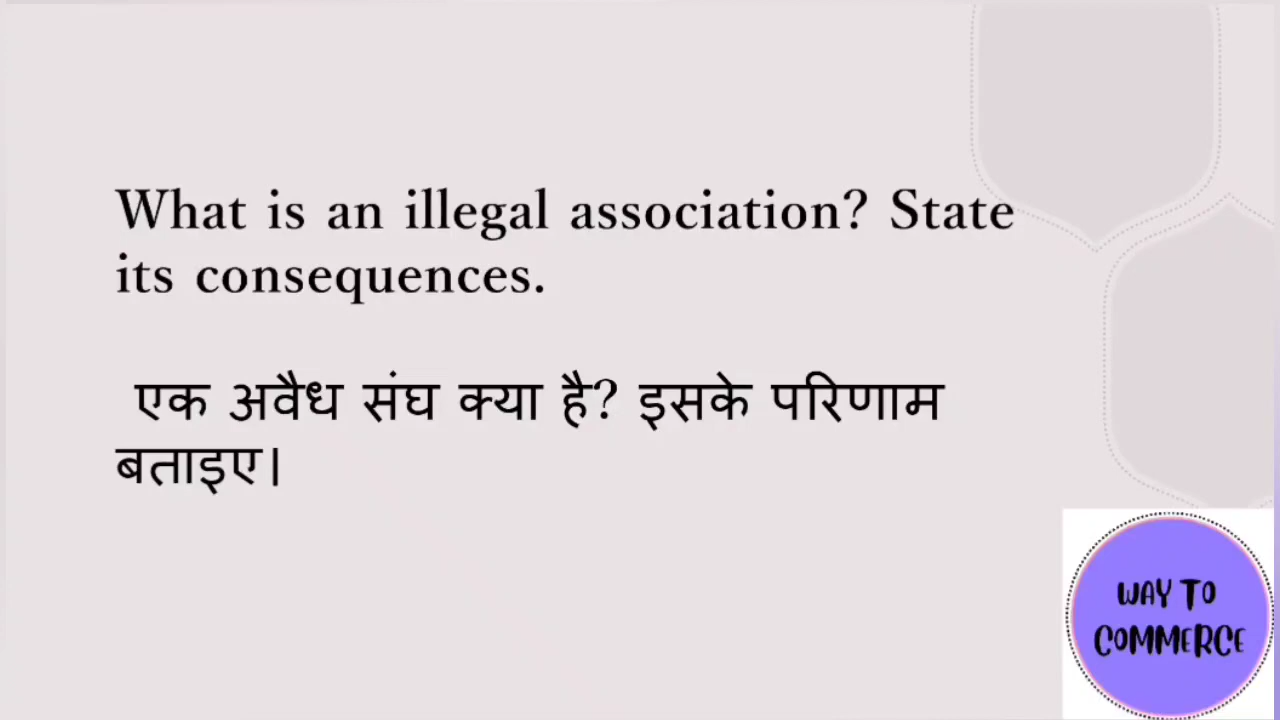 What is an illegal association? State
its consequences.
एक अवैध संघ क्या है? इसके परिणाम
बताइए।
WAY TO
COMMERCE